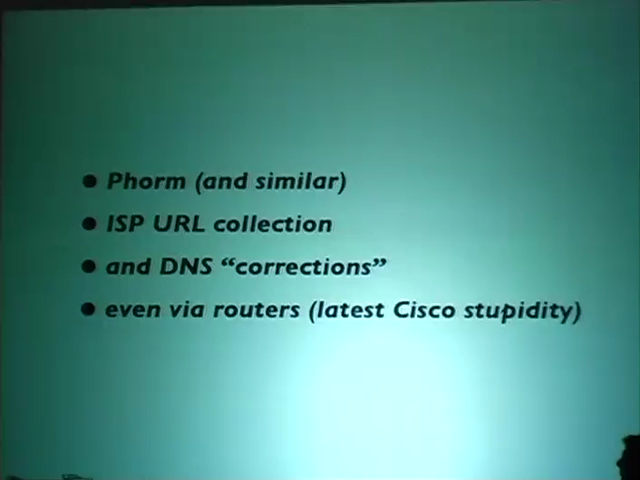 ● Phorm (and similar)
● ISP URL collection
● and DNS “corrections”
● even via routers (latest Cisco stupidity)